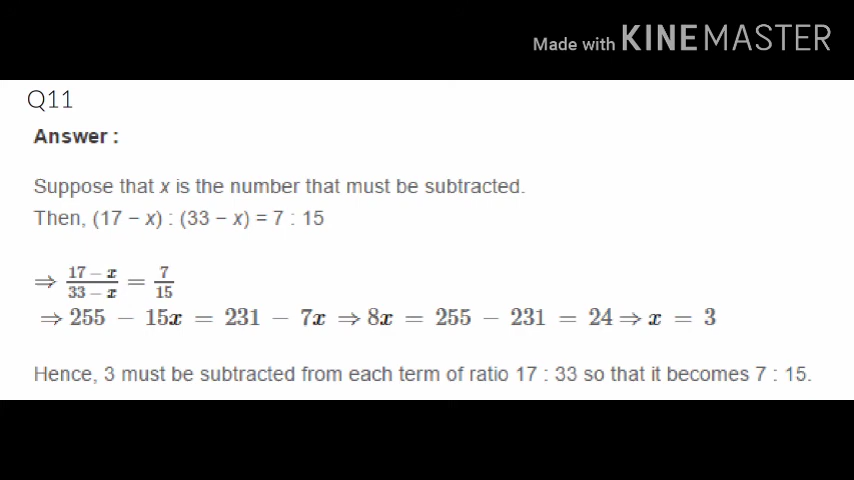 Made with KINEMASTER
Q11
Answer :
Suppose that x is the number that must be subtracted.
Then, (17 − x) : (33 − x) = 7 : 15
⇒ 17 − x / 33 − x = 7 / 15
⇒ 255 − 15x = 231 − 7x ⇒ 8x = 255 − 231 = 24 ⇒ x = 3
Hence, 3 must be subtracted from each term of ratio 17 : 33 so that it becomes 7 : 15.